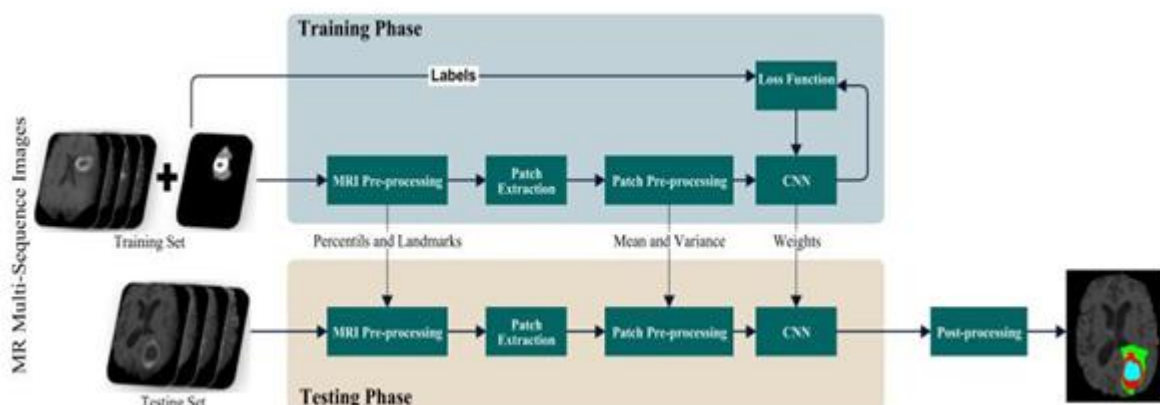 Training Phase
Labels
Loss Function
MR Multi-Sequence Images
MRI Pre-processing
Patch
Extraction
Patch Pre-processing
CNN
Training Set
Percentils and Landmarks
Mean and Variance
Weights
MRI Pre-processing
Patch
Extraction
Patch Pre-processing
CNN
Post-processing
Testing Set
Testing Phase